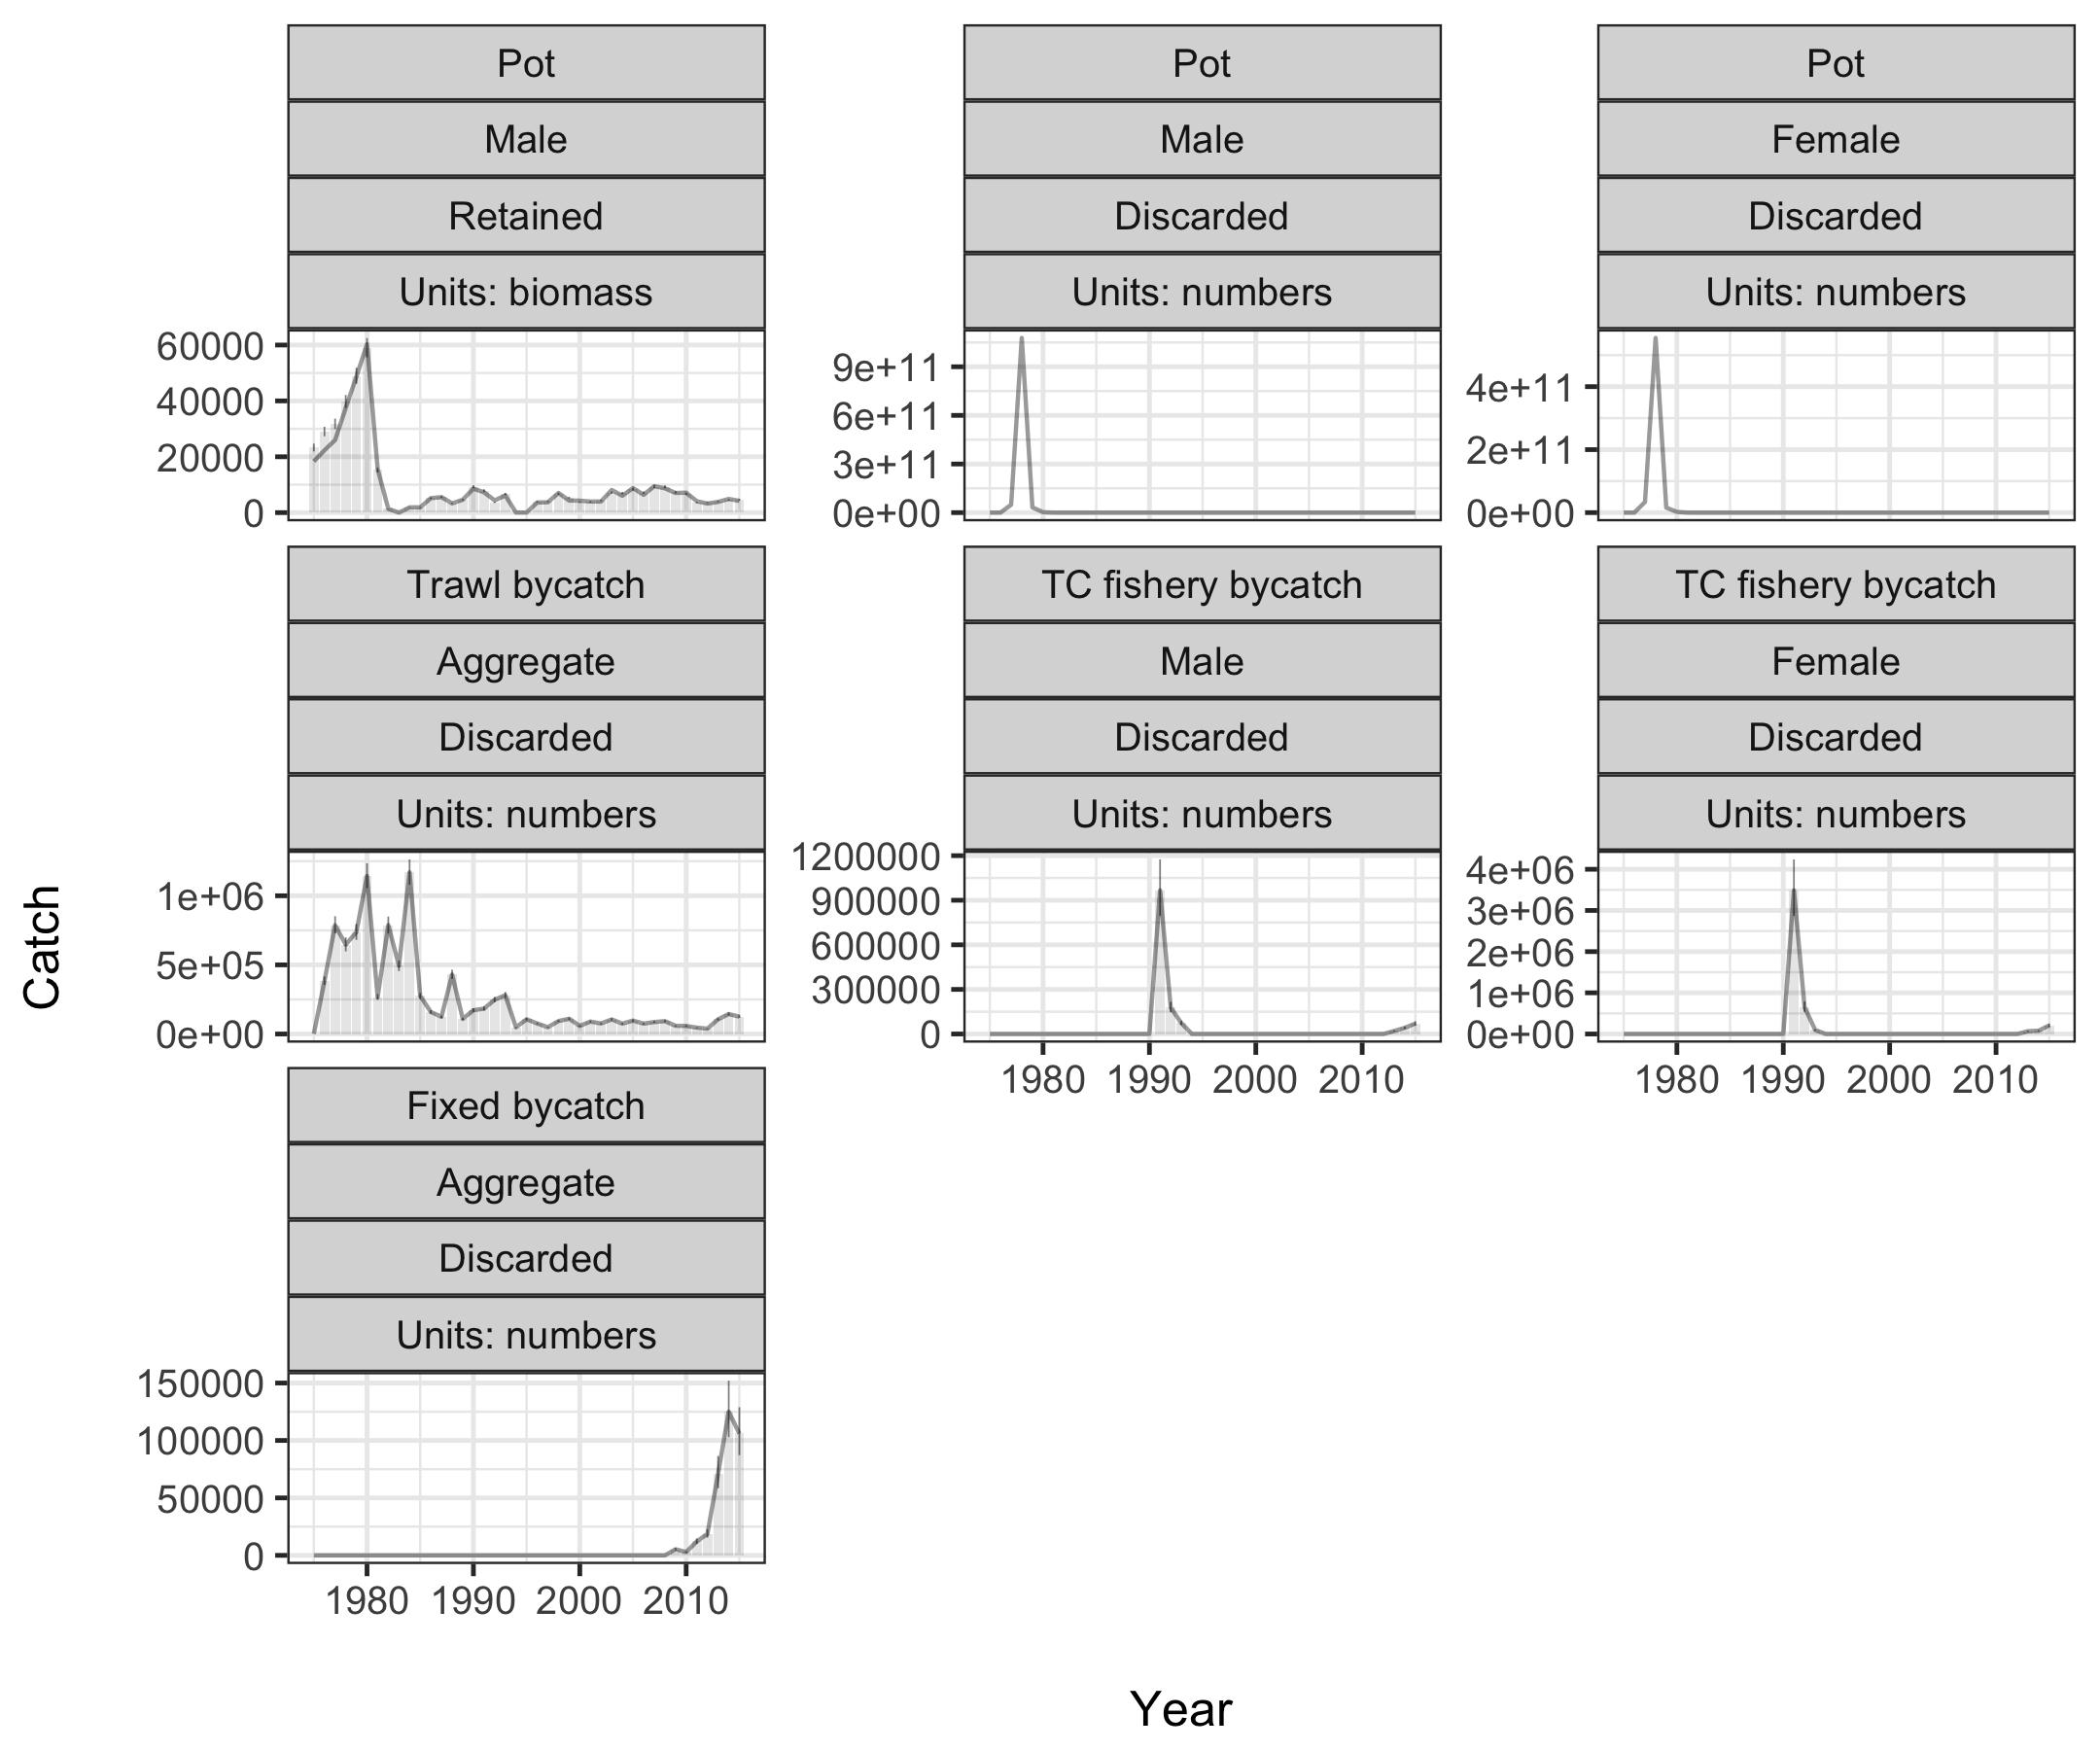 Pot
Male
Retained
Units: biomass
60000
40000
20000
0
Pot
Male
Discarded
Units: numbers
9e+11
6e+11
3e+11
0e+00
Pot
Female
Discarded
Units: numbers
4e+11
2e+11
0e+00
Trawl bycatch
Aggregate
Discarded
Units: numbers
1e+06
5e+05
0e+00
TC fishery bycatch
Male
Discarded
Units: numbers
1200000
900000
600000
300000
0
1980 1990 2000 2010
TC fishery bycatch
Female
Discarded
Units: numbers
4e+06
3e+06
2e+06
1e+06
0e+00
1980 1990 2000 2010
Fixed bycatch
Aggregate
Discarded
Units: numbers
150000
100000
50000
0
1980 1990 2000 2010
Catch
Year